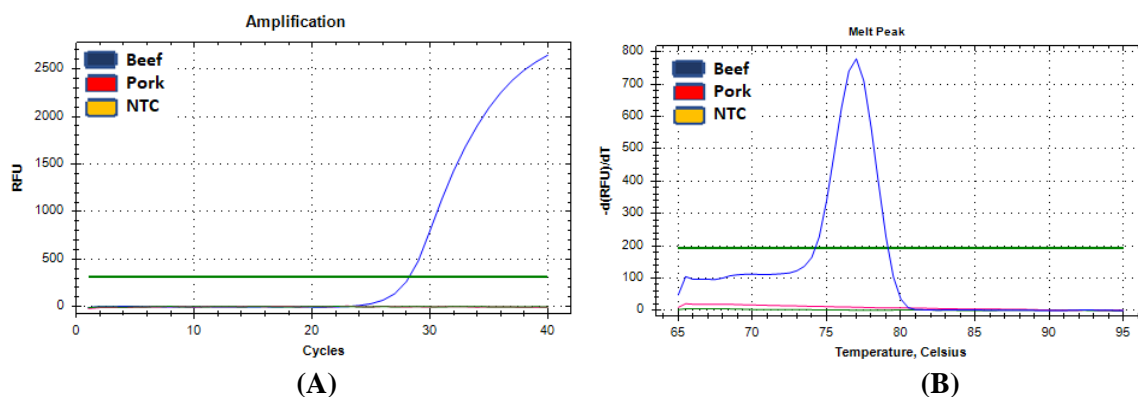 Amplification
Beef
Pork
NTC
RFU
2500
2000
1500
1000
500
0
0 10 20 30 40
Cycles
(A)
Melt Peak
Beef
Pork
NTC
-d(RFU)/dT
800
700
600
500
400
300
200
100
0
65 70 75 80 85 90 95
Temperature, Celsius
(B)